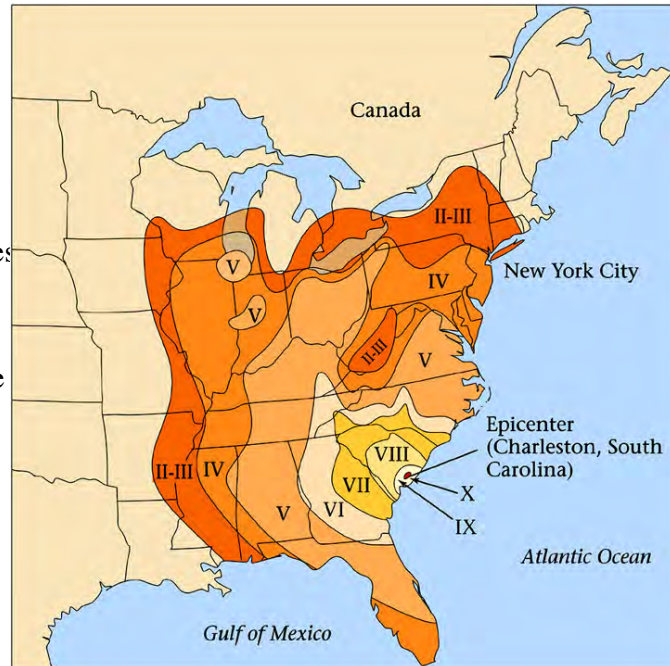 Canada
II-III
es
V
IV
New York City
V
II-III
V
e
Epicenter
(Charleston, South
Carolina)
VIII
II-III
IV
VII
X
V
VI
IX
Atlantic Ocean
Gulf of Mexico